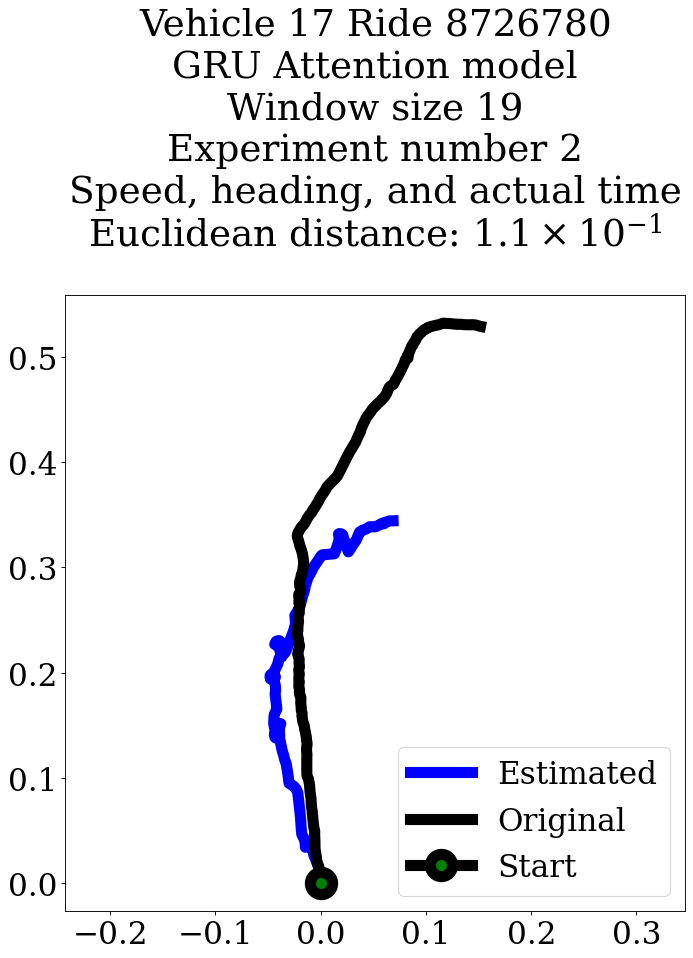 Vehicle 17 Ride 8726780
GRU Attention model
Window size 19
Experiment number 2
Speed, heading, and actual time
Euclidean distance: 1.1 × 10⁻¹
0.5
0.4
0.3
0.2
0.1
0.0
Estimated
Original
Start
−0.2 −0.1 0.0 0.1 0.2 0.3